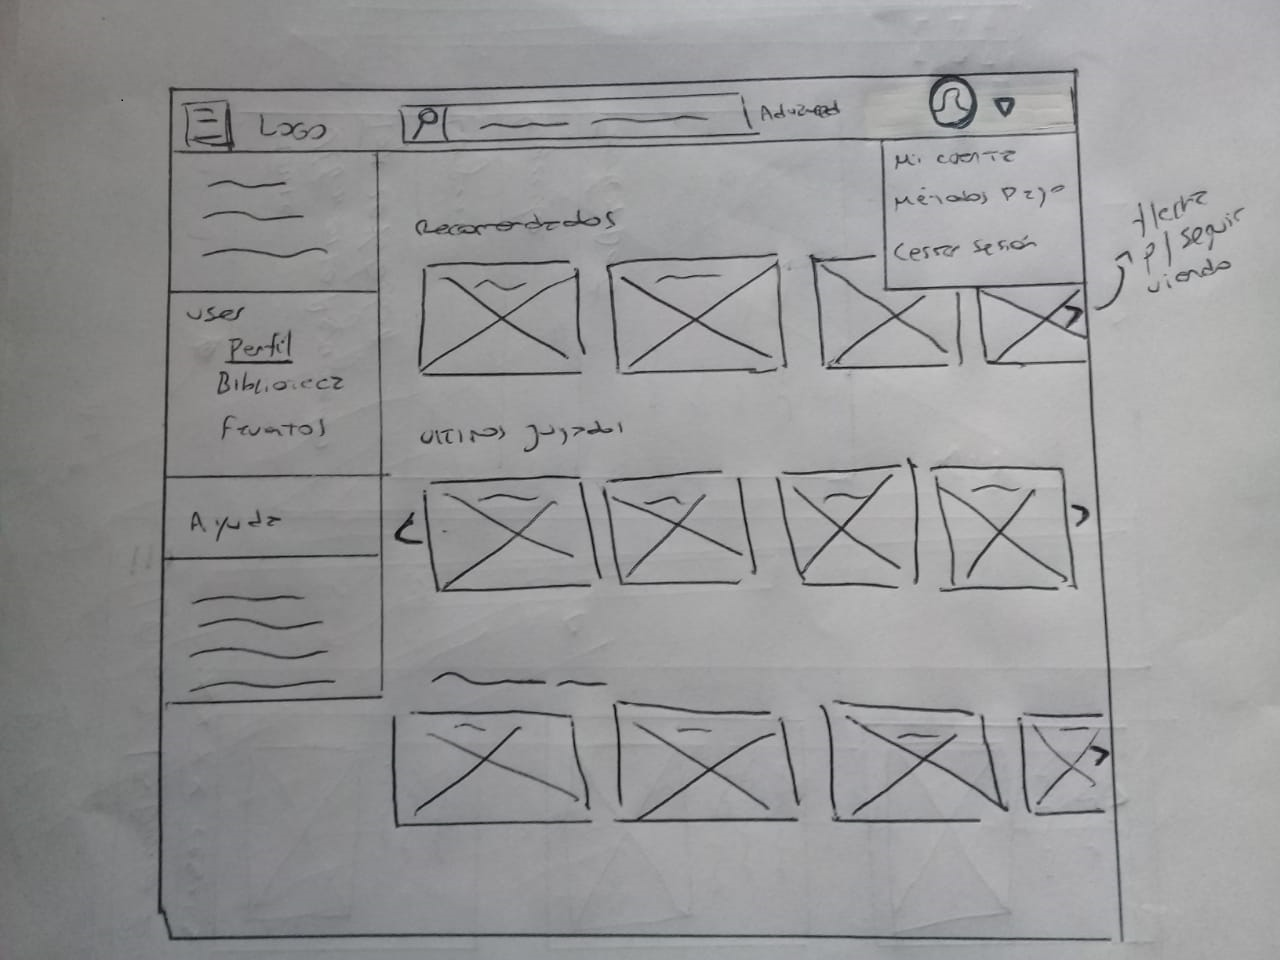 LOGO
Advanced
Mi cuenta
Métodos Pago
Cerrar sesión
flecha
p/ seguir
viendo
Recomendados
User
Perfil
Biblioteca
Favoritos
Ultimos jugados
Ayuda